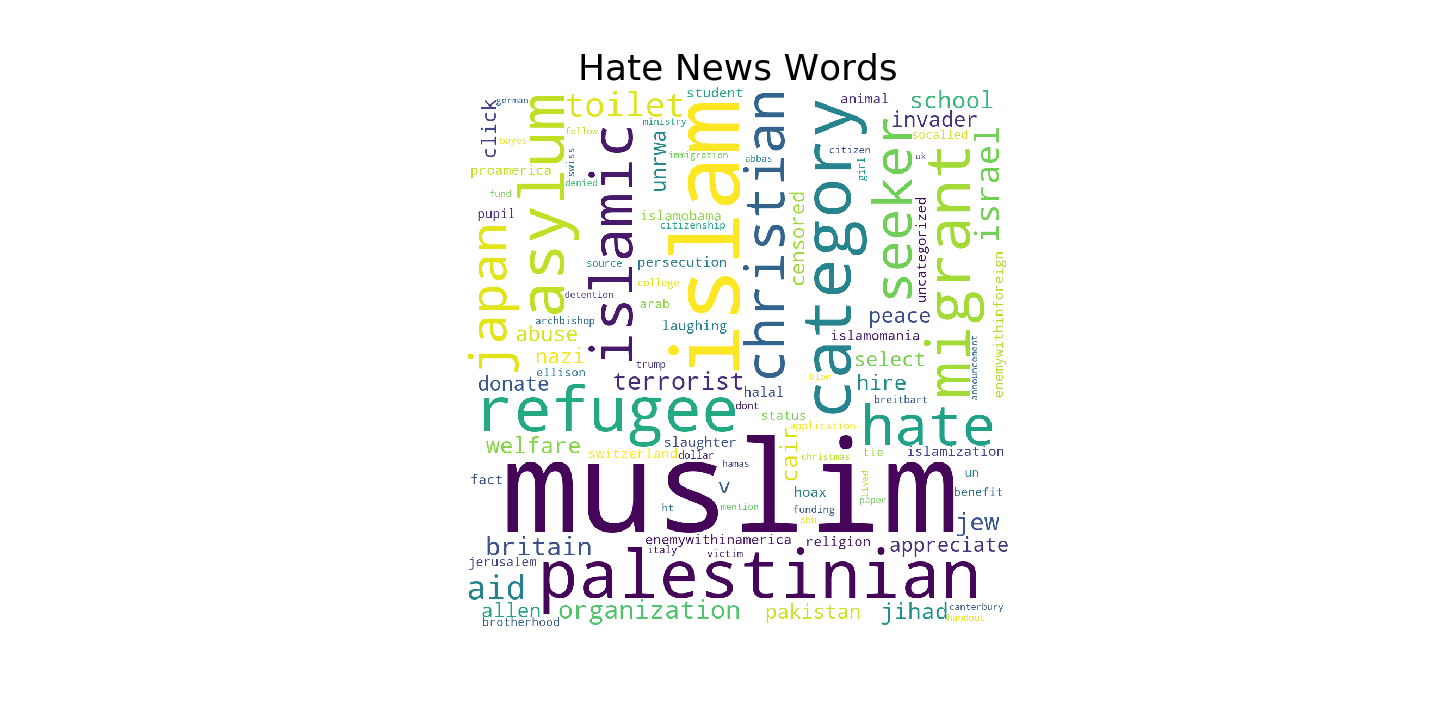 Hate News Words
german
click
bayes
asylum
toilet
follow
student
ministry
islam
christian
category
animal
school
invader
socalled
seeker
israel
proamerica
swiss
denied
islamic
unrwa
immigration
abbas
citizen
girl
uk
migrant
fund
pupil
islamobama
citizenship
censored
uncategorized
japan
source
persecution
college
detention
arab
enemywithinforeign
archbishop
abuse
laughing
peace
islamomania
nazi
trump
select
announcement
ellison
donate
terrorist
halal
blow
hire
breitbart
refugee
dont
status
application
hate
welfare
slaughter
switzerland
dollar
hamas
cair
christmas
tie
islamization
muslim
fact
v
hoax
lived
un
benefit
paper
ht
mention
funding
abu
jew
britain
enemywithinamerica
religion
appreciate
italy
victim
jerusalem
palestinian
aid
allen
organization
pakistan
jihad
canterbury
handout
brotherhood